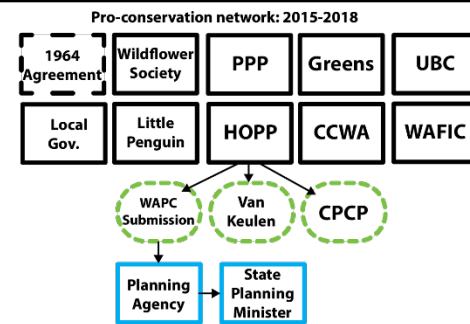 Pro-conservation network: 2015-2018
1964
Agreement
Wildflower
Society
PPP
Greens
UBC
Local
Gov.
Little
Penguin
HOPP
CCWA
WAFIC
WAPC
Submission
Van
Keulen
CPCP
Planning
Agency
State
Planning
Minister